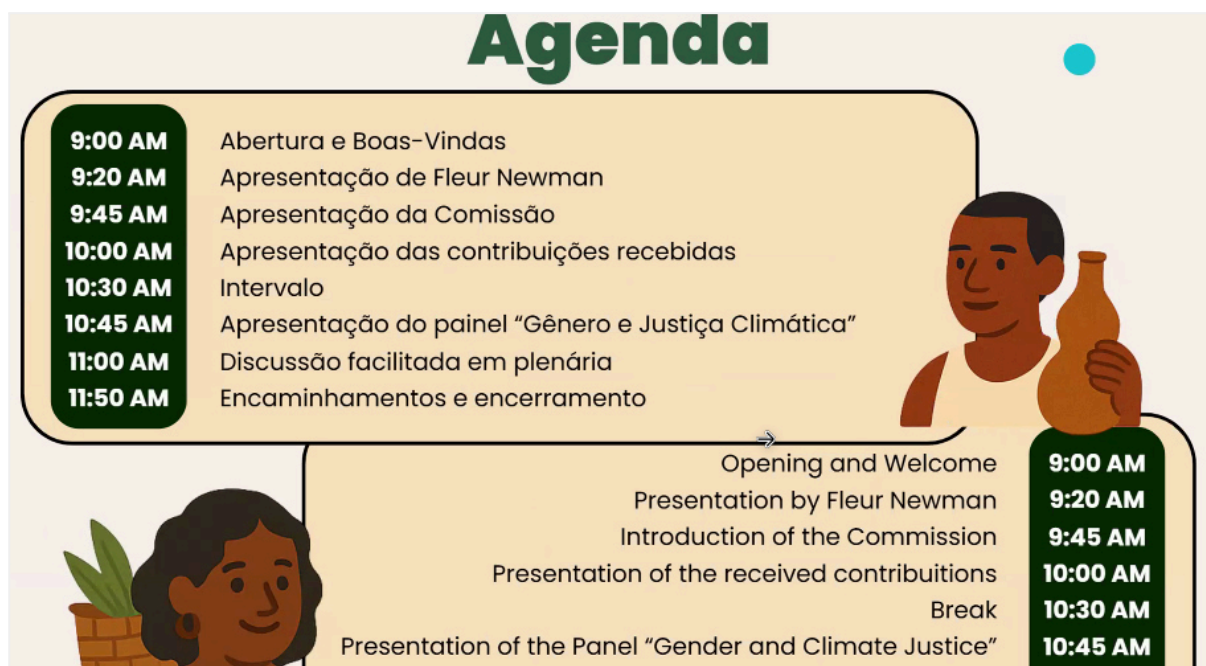 Agenda
9:00 AM Abertura e Boas-Vindas
9:20 AM Apresentação de Fleur Newman
9:45 AM Apresentação da Comissão
10:00 AM Apresentação das contribuições recebidas
10:30 AM Intervalo
10:45 AM Apresentação do painel “Gênero e Justiça Climática”
11:00 AM Discussão facilitada em plenária
11:50 AM Encaminhamentos e encerramento
Opening and Welcome 9:00 AM
Presentation by Fleur Newman 9:20 AM
Introduction of the Commission 9:45 AM
Presentation of the received contribuitions 10:00 AM
Break 10:30 AM
Presentation of the Panel “Gender and Climate Justice” 10:45 AM